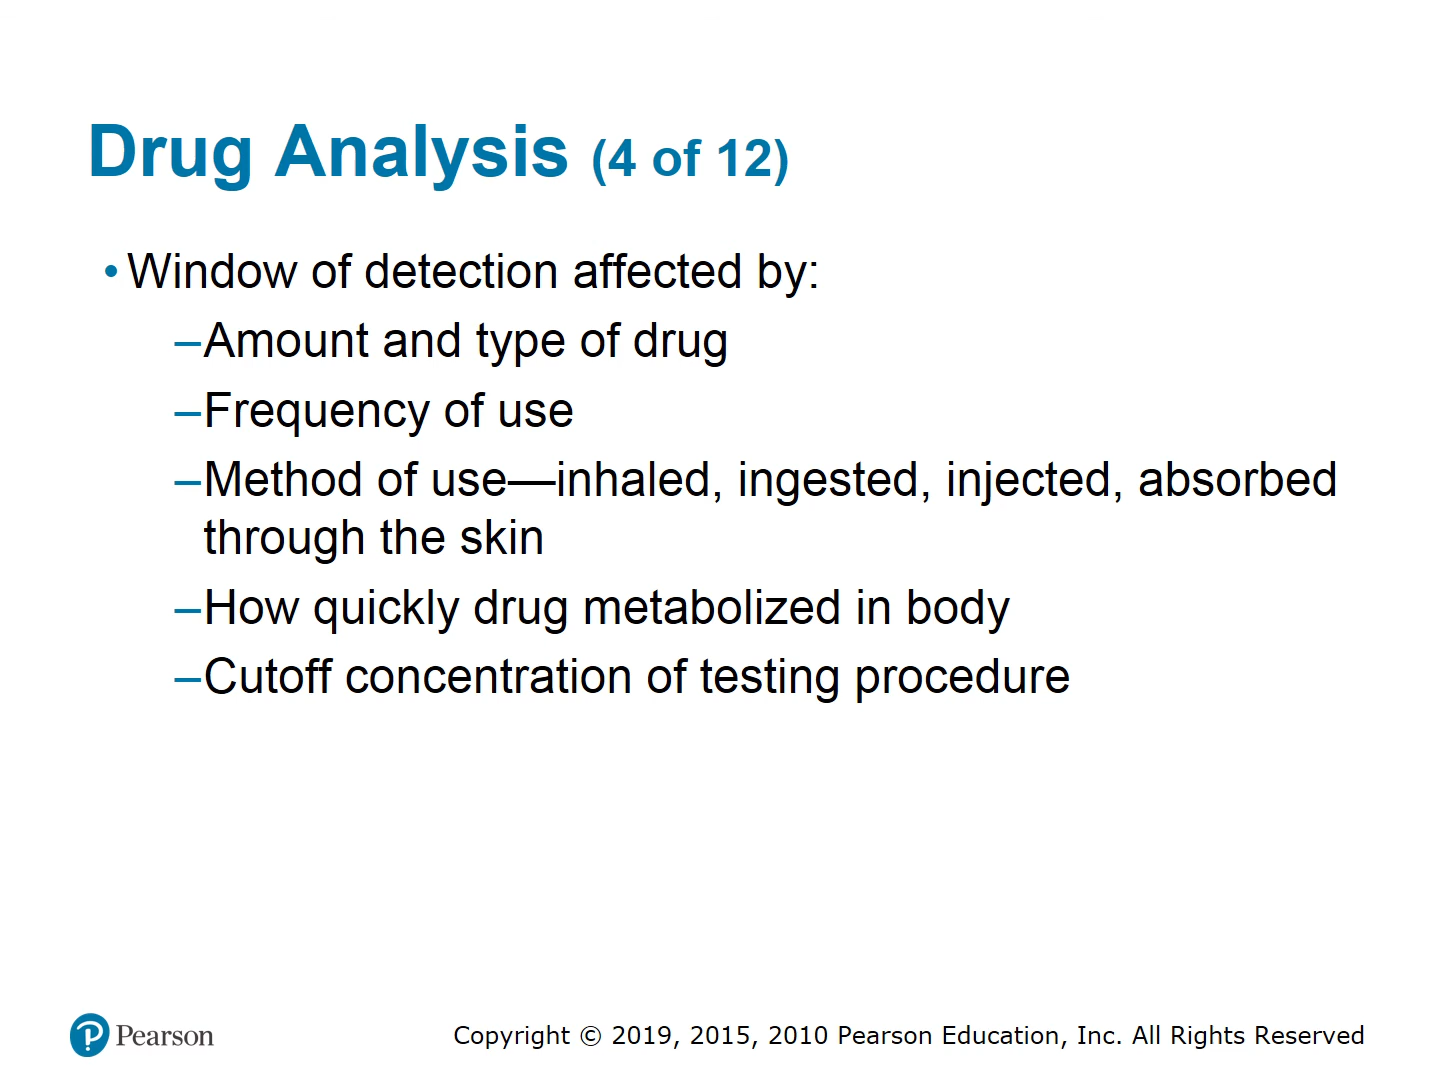 Drug Analysis (4 of 12)
• Window of detection affected by:
–Amount and type of drug
–Frequency of use
–Method of use—inhaled, ingested, injected, absorbed
through the skin
–How quickly drug metabolized in body
–Cutoff concentration of testing procedure
Pearson
Copyright © 2019, 2015, 2010 Pearson Education, Inc. All Rights Reserved